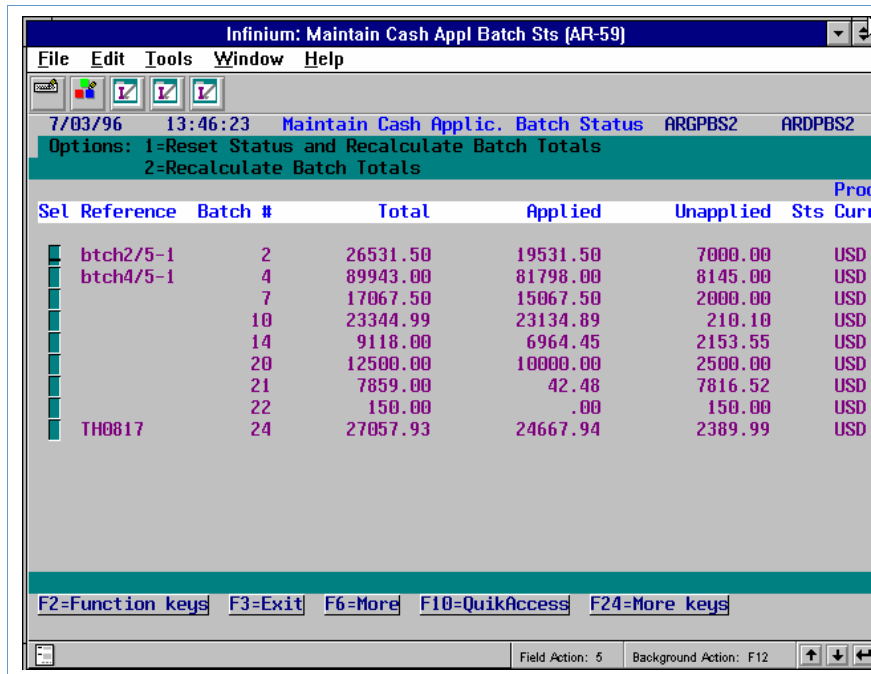 Infinium: Maintain Cash Appl Batch Sts (AR-59)
File Edit Tools Window Help
7/03/96 13:46:23 Maintain Cash Applic. Batch Status ARGPBS2 ARDPBS2
Options: 1=Reset Status and Recalculate Batch Totals
2=Recalculate Batch Totals
Proc
Sel Reference Batch # Total Applied Unapplied Sts Curr
btch2/5-1 2 26531.50 19531.50 7000.00 USD
btch4/5-1 4 89943.00 81798.00 8145.00 USD
7 17067.50 15067.50 2000.00 USD
10 23344.99 23134.89 210.10 USD
14 9118.00 6964.45 2153.55 USD
20 12500.00 10000.00 2500.00 USD
21 7859.00 42.48 7816.52 USD
22 150.00 .00 150.00 USD
TH0817 24 27057.93 24667.94 2389.99 USD
F2=Function keys F3=Exit F6=More F10=QuikAccess F24=More keys
Field Action: 5 Background Action: F12